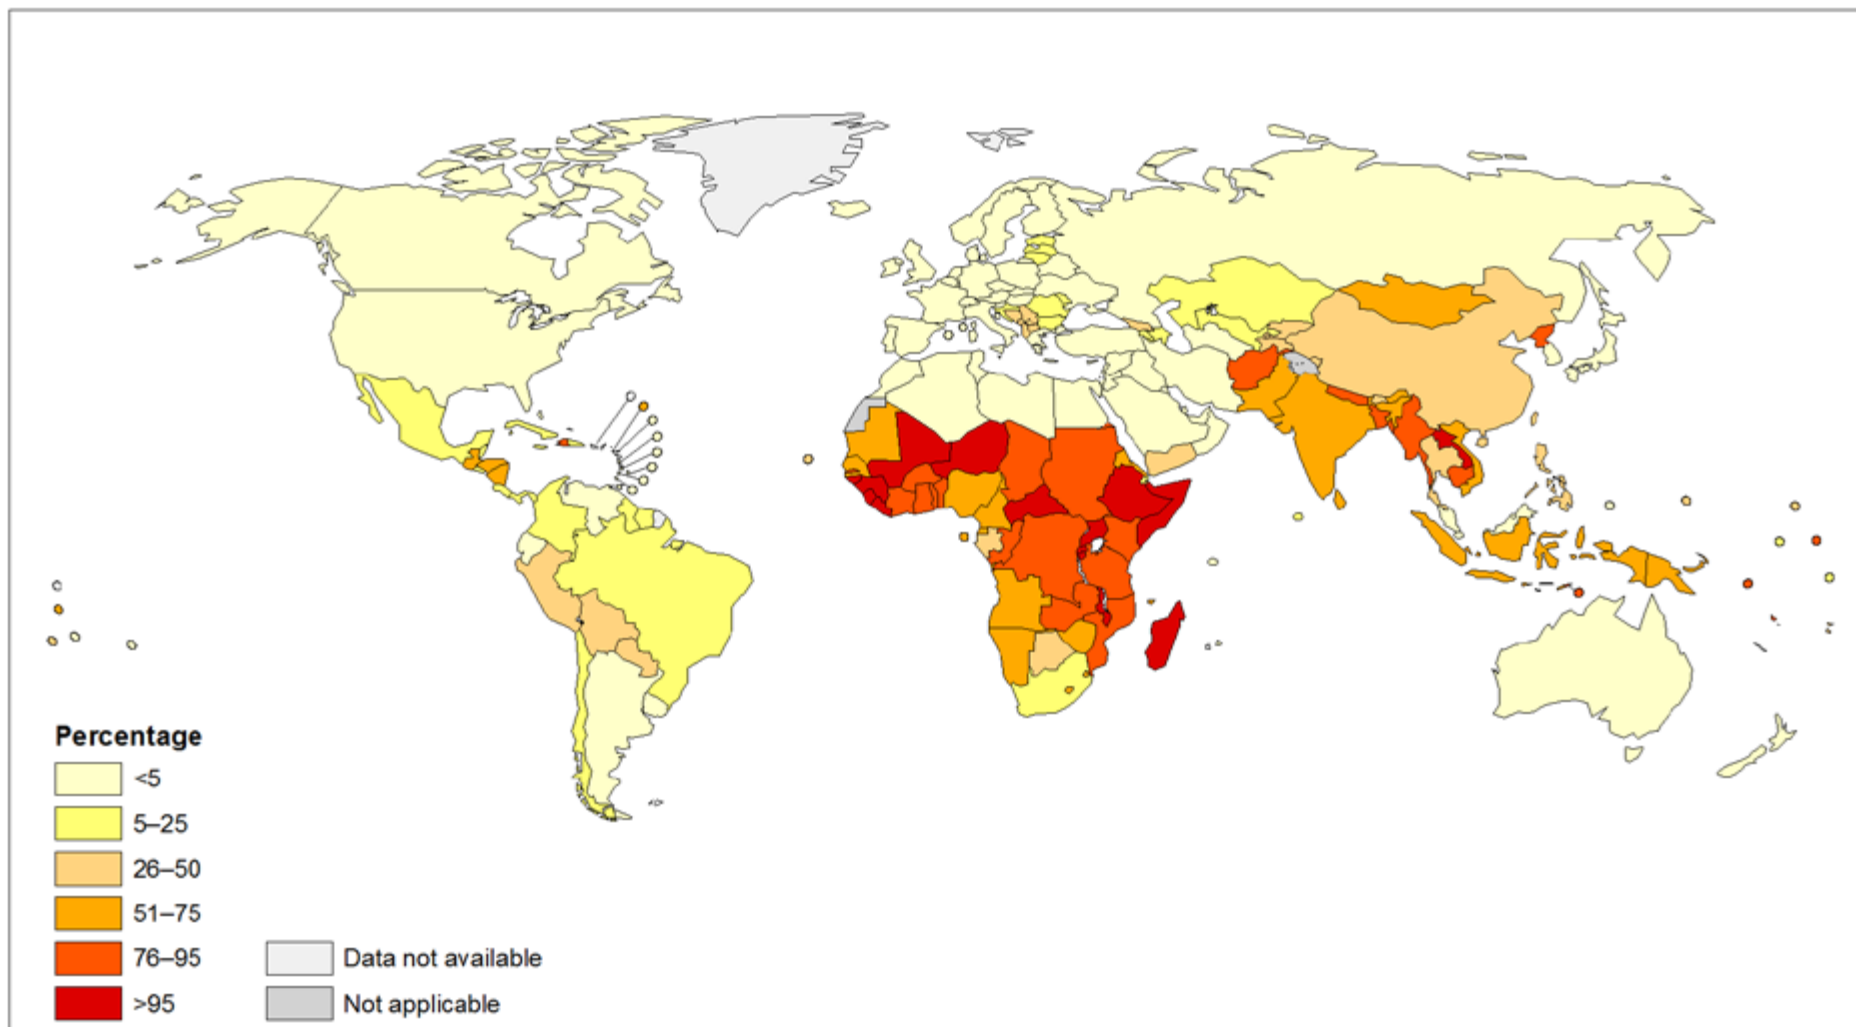 Percentage
<5
5–25
26–50
51–75
76–95
>95
Data not available
Not applicable